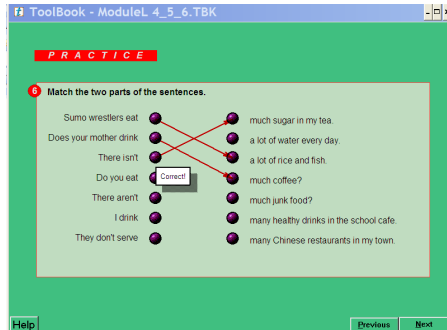 ToolBook - ModuleL 4_5_6.TBK
PRACTICE
6 Match the two parts of the sentences.
Sumo wrestlers eat
much sugar in my tea.
Does your mother drink
a lot of water every day.
There isn't
a lot of rice and fish.
Do you eat
Correct!
much coffee?
There aren't
much junk food?
I drink
many healthy drinks in the school cafe.
They don't serve
many Chinese restaurants in my town.
Help
Previous
Next